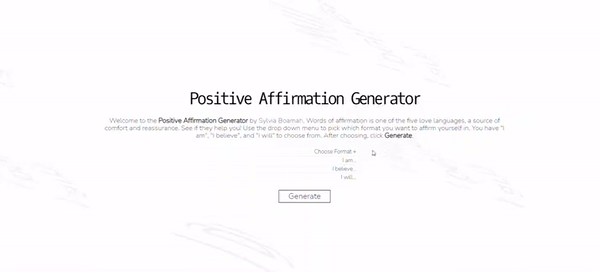 Positive Affirmation Generator
Welcome to the Positive Affirmation Generator by Sylvia Boamah. Words of affirmation is one of the five love languages, a source of
comfort and reassurance. See if they help you! Use the drop down menu to pick which format you want to affirm yourself in. You have "I
am", "I believe", and "I will" to choose from. After choosing, click Generate.
Choose Format
I am...
I believe...
I will...
Generate